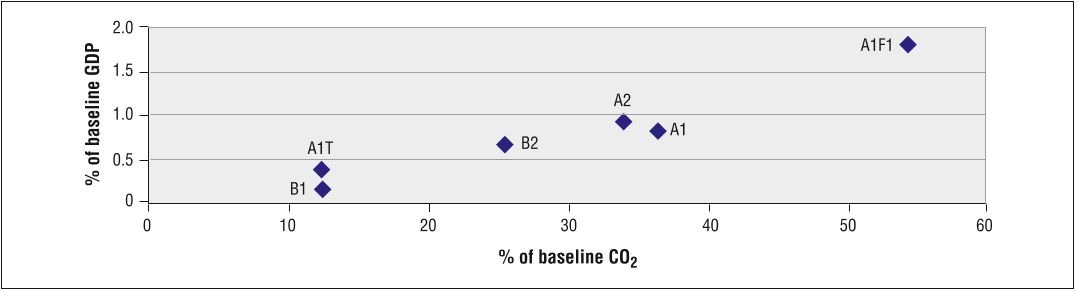 2.0
1.5
1.0
0.5
0
% of baseline GDP
A1F1
A2
A1
B2
A1T
B1
0 10 20 30 40 50 60
% of baseline CO2